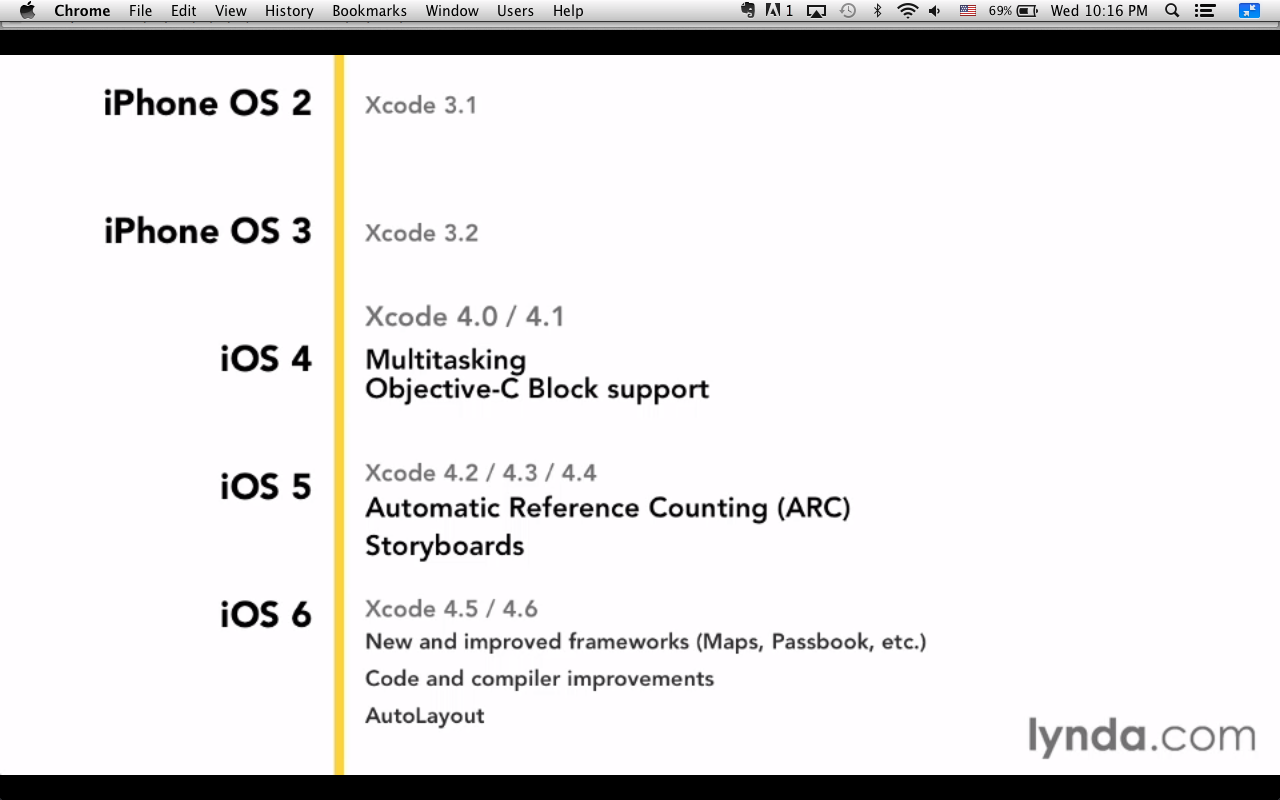 Chrome File Edit View History Bookmarks Window Users Help 1 69% Wed 10:16 PM
iPhone OS 2
Xcode 3.1
iPhone OS 3
Xcode 3.2
iOS 4
Xcode 4.0 / 4.1
Multitasking
Objective-C Block support
iOS 5
Xcode 4.2 / 4.3 / 4.4
Automatic Reference Counting (ARC)
Storyboards
iOS 6
Xcode 4.5 / 4.6
New and improved frameworks (Maps, Passbook, etc.)
Code and compiler improvements
AutoLayout
lynda.com